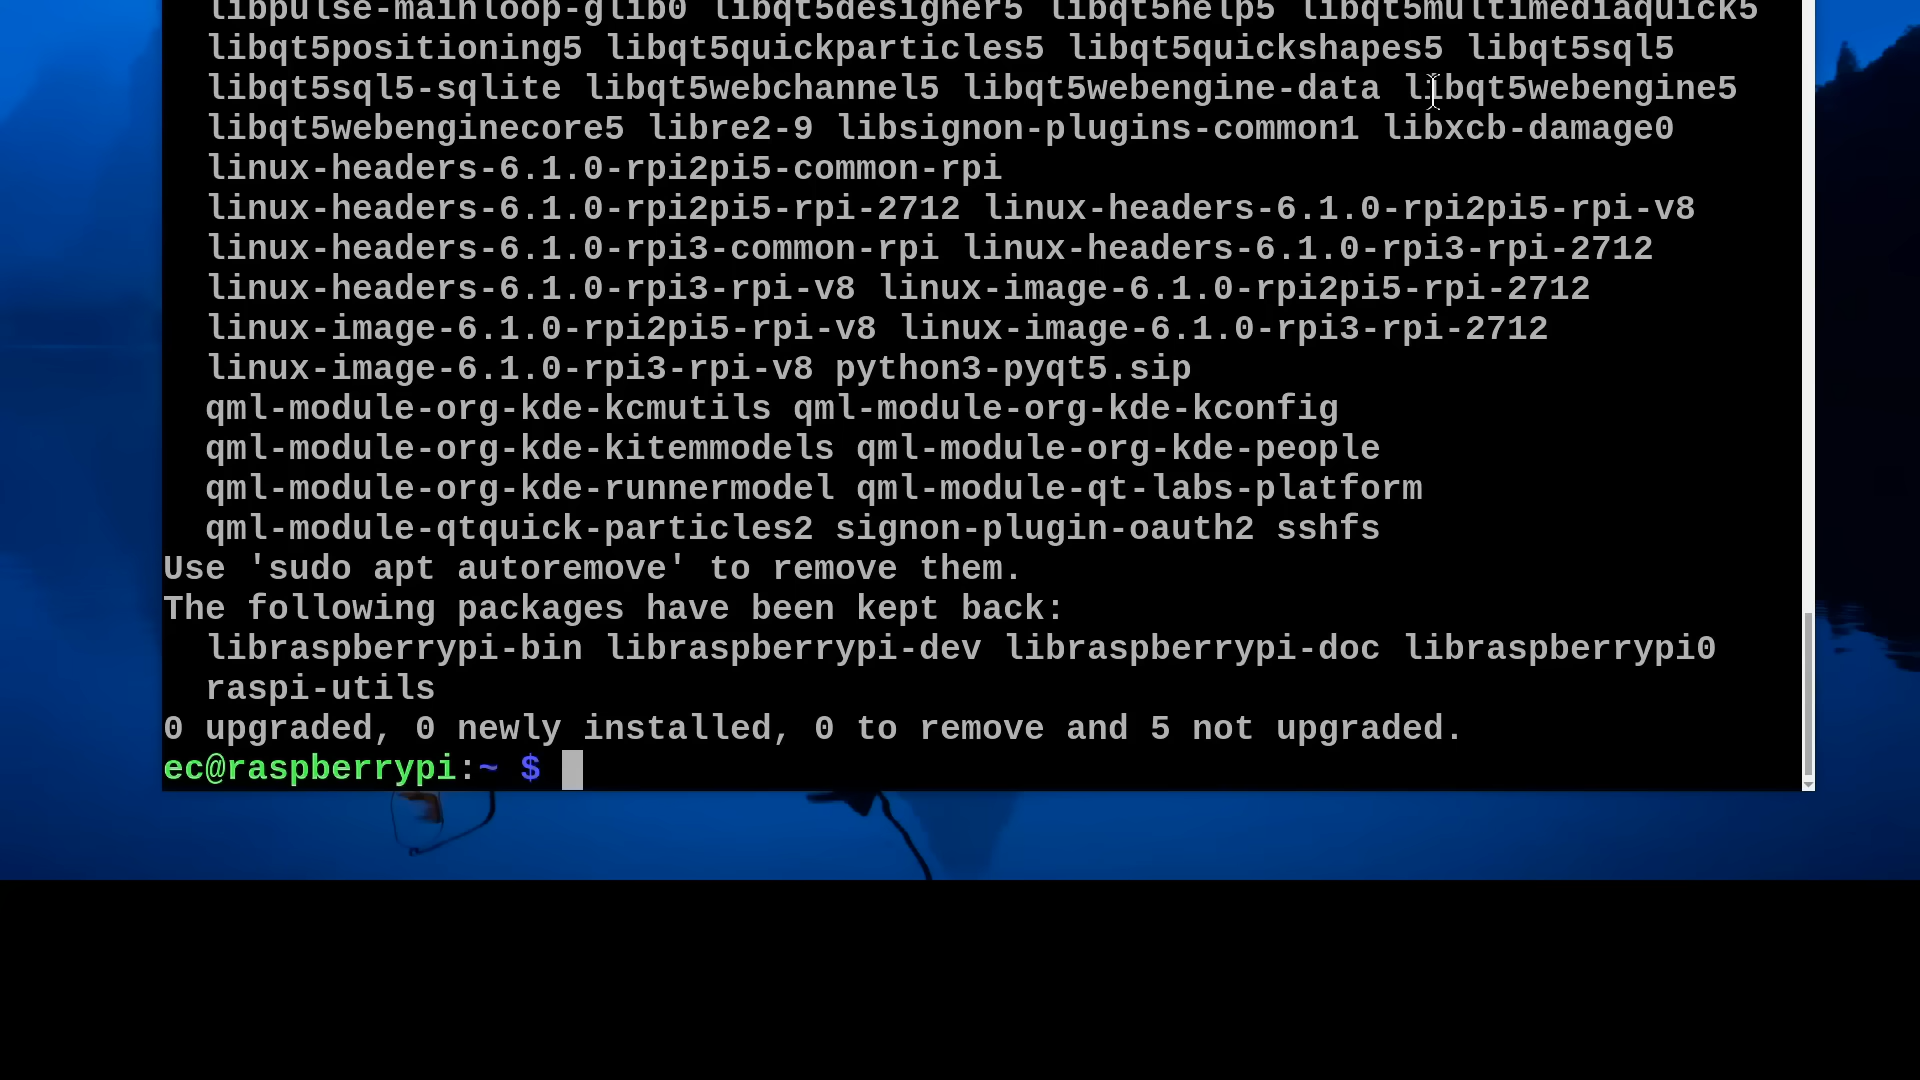 libpulse-mainloop-glib0 libqt5designer5 libqt5help5 libqt5multimediaquick5
libqt5positioning5 libqt5quickparticles5 libqt5quickshapes5 libqt5sql5
libqt5sql5-sqlite libqt5webchannel5 libqt5webengine-data libqt5webengine5
libqt5webenginecore5 libre2-9 libsignon-plugins-common1 libxcb-damage0
linux-headers-6.1.0-rpi2pi5-common-rpi
linux-headers-6.1.0-rpi2pi5-rpi-2712 linux-headers-6.1.0-rpi2pi5-rpi-v8
linux-headers-6.1.0-rpi3-common-rpi linux-headers-6.1.0-rpi3-rpi-2712
linux-headers-6.1.0-rpi3-rpi-v8 linux-image-6.1.0-rpi2pi5-rpi-2712
linux-image-6.1.0-rpi2pi5-rpi-v8 linux-image-6.1.0-rpi3-rpi-2712
linux-image-6.1.0-rpi3-rpi-v8 python3-pyqt5.sip
qml-module-org-kde-kcmutils qml-module-org-kde-kconfig
qml-module-org-kde-kitemmodels qml-module-org-kde-people
qml-module-org-kde-runnermodel qml-module-qt-labs-platform
qml-module-qtquick-particles2 signon-plugin-oauth2 sshfs
Use 'sudo apt autoremove' to remove them.
The following packages have been kept back:
libraspberrypi-bin libraspberrypi-dev libraspberrypi-doc libraspberrypi0
raspi-utils
0 upgraded, 0 newly installed, 0 to remove and 5 not upgraded.
ec@raspberrypi:~ $